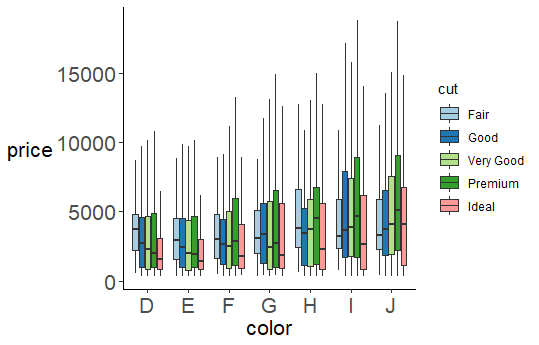 price
15000
10000
5000
0
D E F G H I J
color
cut
Fair
Good
Very Good
Premium
Ideal